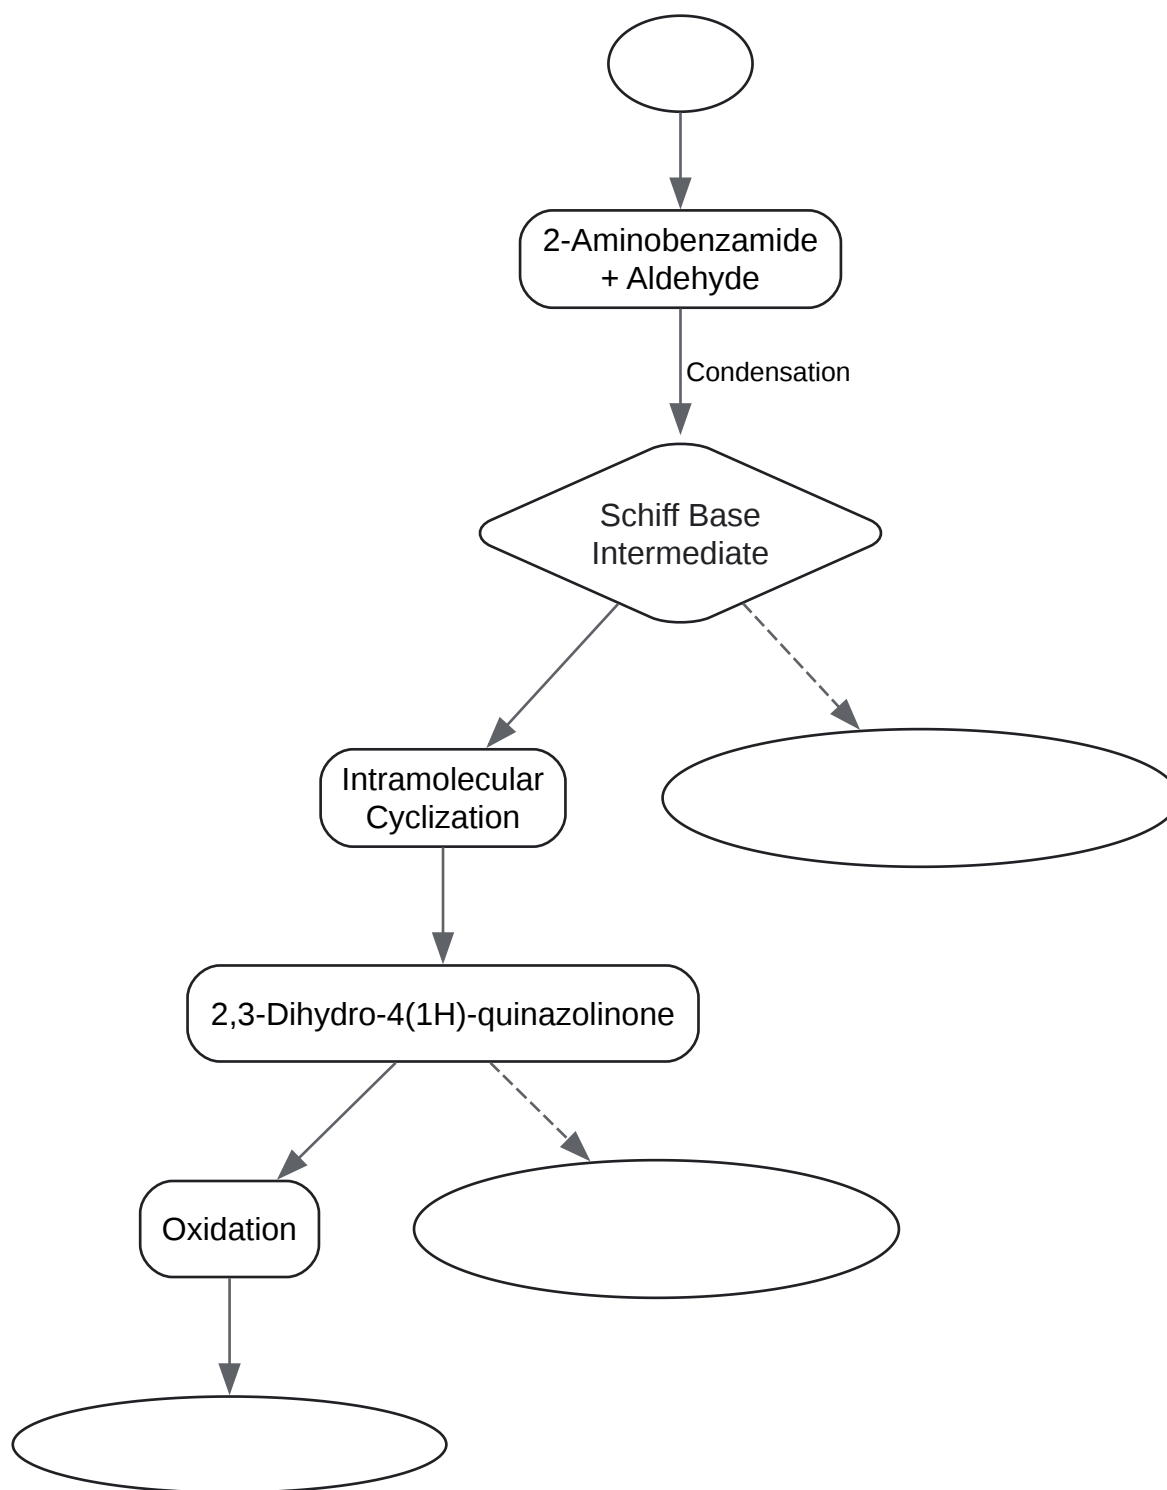 2-Aminobenzamide
+ Aldehyde
Condensation
Schiff Base
Intermediate
Intramolecular
Cyclization
2,3-Dihydro-4(1H)-quinazolinone
Oxidation